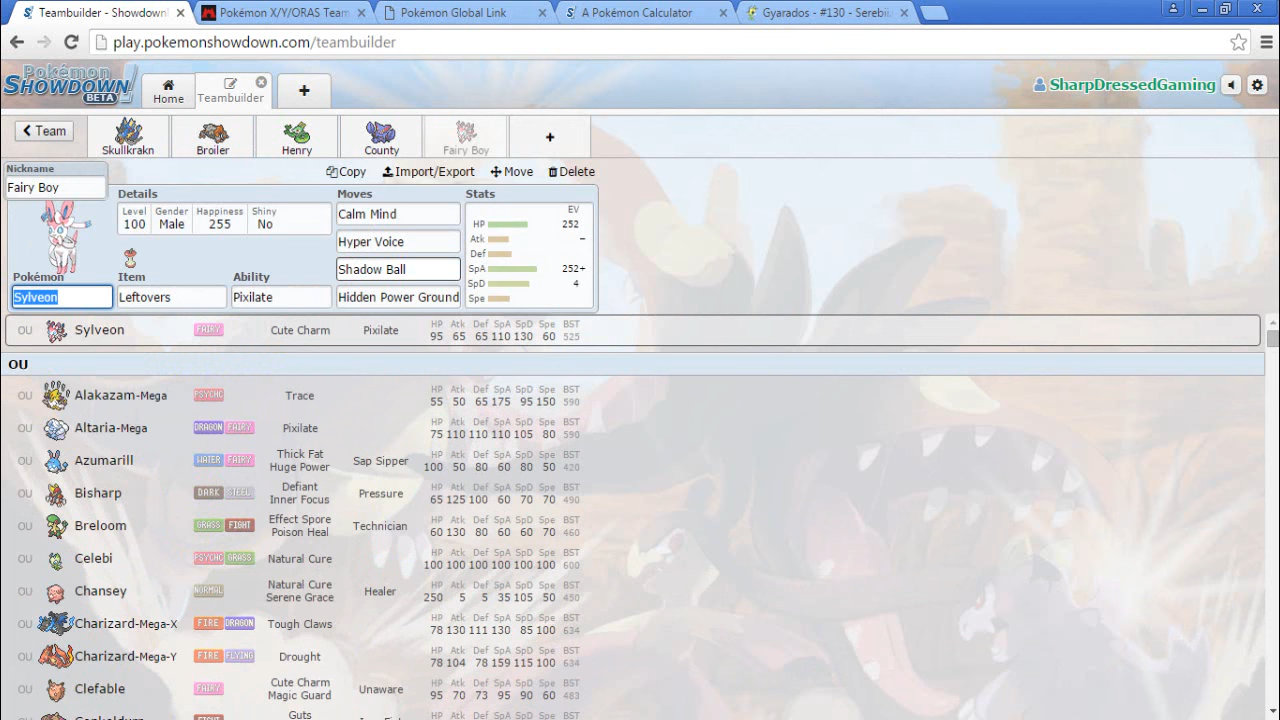 Teambuilder - Showdown! Pokémon X/Y/ORAS Team Pokémon Global Link A Pokémon Calculator Gyarados - #130 - Serebii.
play.pokemonshowdown.com/teambuilder
Pokémon
SHOWDOWN!
BETA
Home Teambuilder +
SharpDressedGaming
< Team Skullkrakn Broiler Henry County Fairy Boy +
Copy Import/Export Move Delete
Nickname
Fairy Boy
Details Moves Stats
Level Gender Happiness Shiny
100 Male 255 No
Calm Mind
Hyper Voice
Shadow Ball
Hidden Power Ground
EV
HP 252
Atk –
Def
SpA 252+
SpD 4
Spe
Pokémon Item Ability
Sylveon Leftovers Pixilate
OU Sylveon FAIRY Cute Charm Pixilate
HP Atk Def SpA SpD Spe BST
95 65 65 110 130 60 525
OU
OU Alakazam-Mega PSYCHC Trace
HP Atk Def SpA SpD Spe BST
55 50 65 175 95 150 590
OU Altaria-Mega DRAGON FAIRY Pixilate
HP Atk Def SpA SpD Spe BST
75 110 110 110 105 80 590
OU Azumarill WATER FAIRY Thick Fat
Huge Power Sap Sipper
HP Atk Def SpA SpD Spe BST
100 50 80 60 80 50 420
OU Bisharp DARK STEEL Defiant
Inner Focus Pressure
HP Atk Def SpA SpD Spe BST
65 125 100 60 70 70 490
OU Breloom GRASS FIGHT Effect Spore
Poison Heal Technician
HP Atk Def SpA SpD Spe BST
60 130 80 60 60 70 460
OU Celebi PSYCHC GRASS Natural Cure
HP Atk Def SpA SpD Spe BST
100 100 100 100 100 100 600
OU Chansey NORMAL Natural Cure
Serene Grace Healer
HP Atk Def SpA SpD Spe BST
250 5 5 35 105 50 450
OU Charizard-Mega-X FIRE DRAGON Tough Claws
HP Atk Def SpA SpD Spe BST
78 130 111 130 85 100 634
OU Charizard-Mega-Y FIRE FLYING Drought
HP Atk Def SpA SpD Spe BST
78 104 78 159 115 100 634
OU Clefable FAIRY Cute Charm
Magic Guard Unaware
HP Atk Def SpA SpD Spe BST
95 70 73 95 90 60 483
Guts
HP Atk Def SpA SpD Spe BST